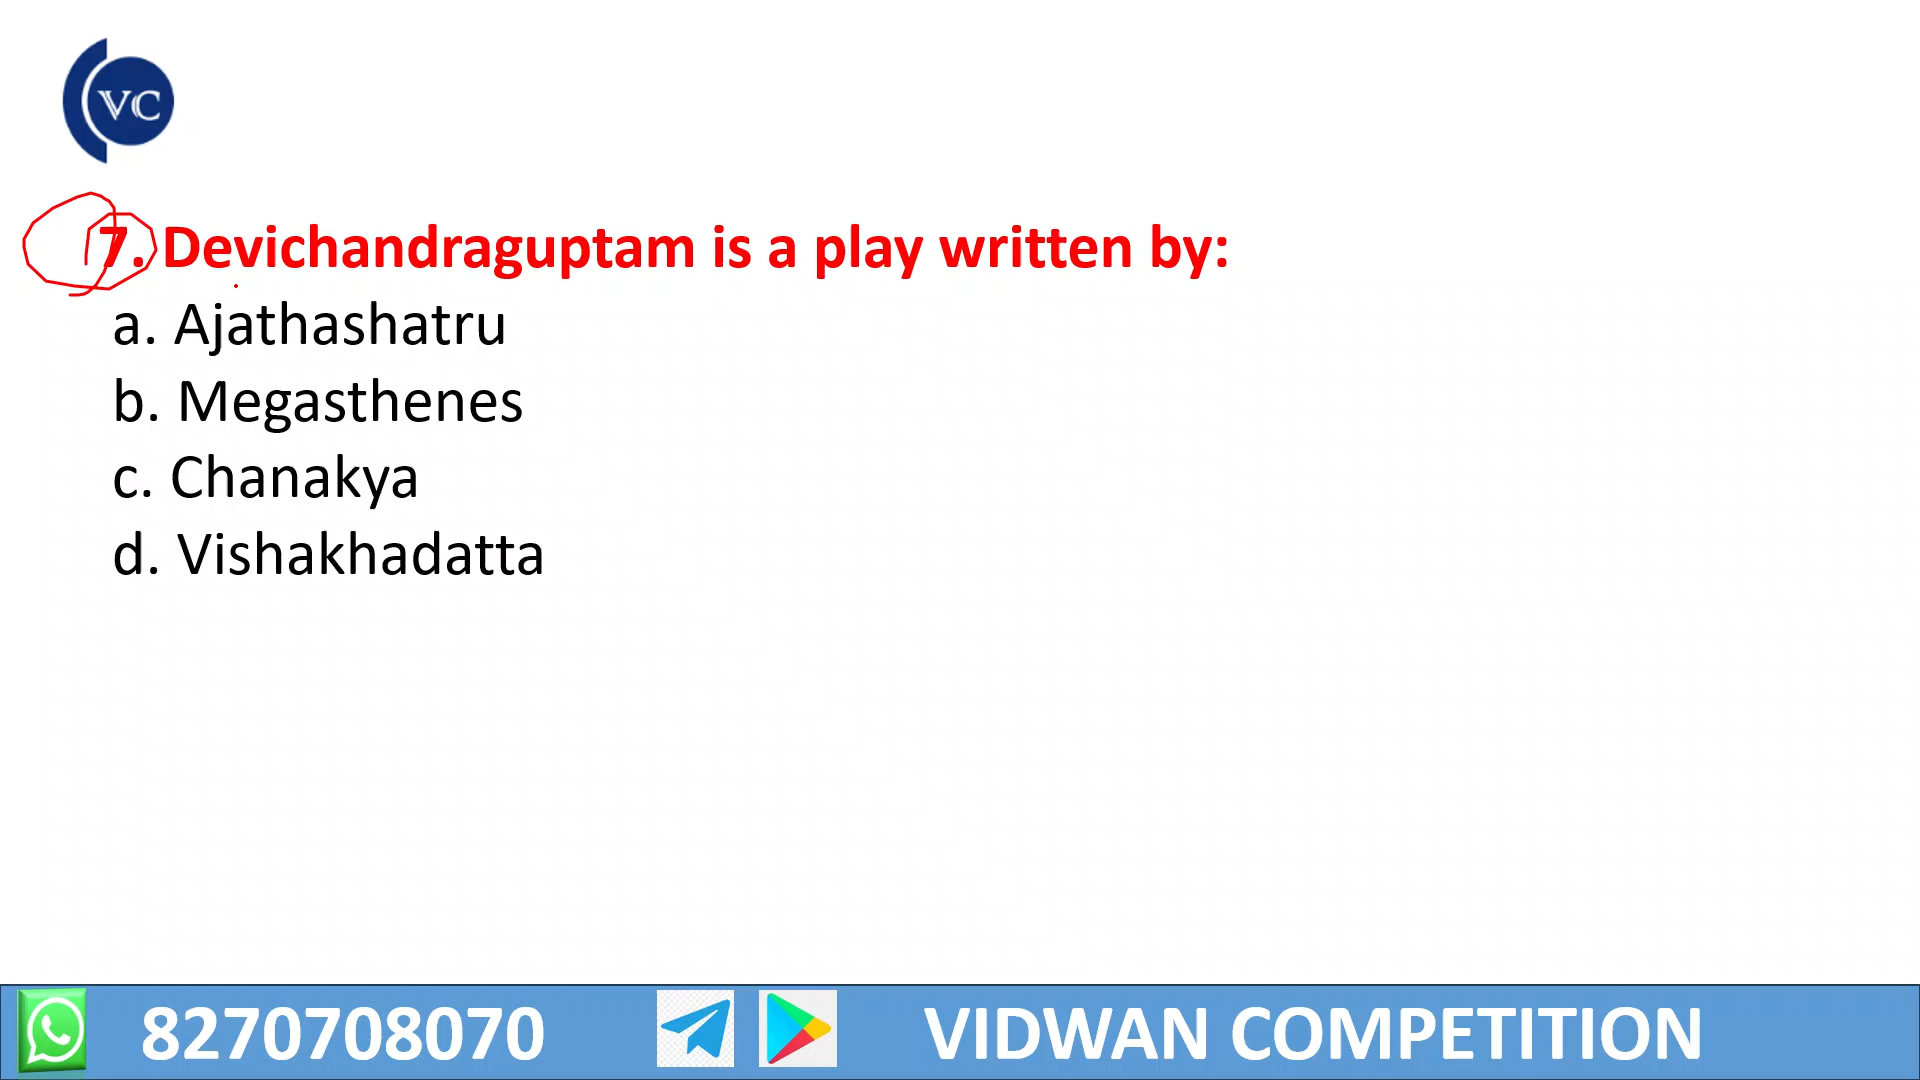 VC
7. Devichandraguptam is a play written by:
a. Ajathashatru
b. Megasthenes
c. Chanakya
d. Vishakhadatta
8270708070 VIDWAN COMPETITION